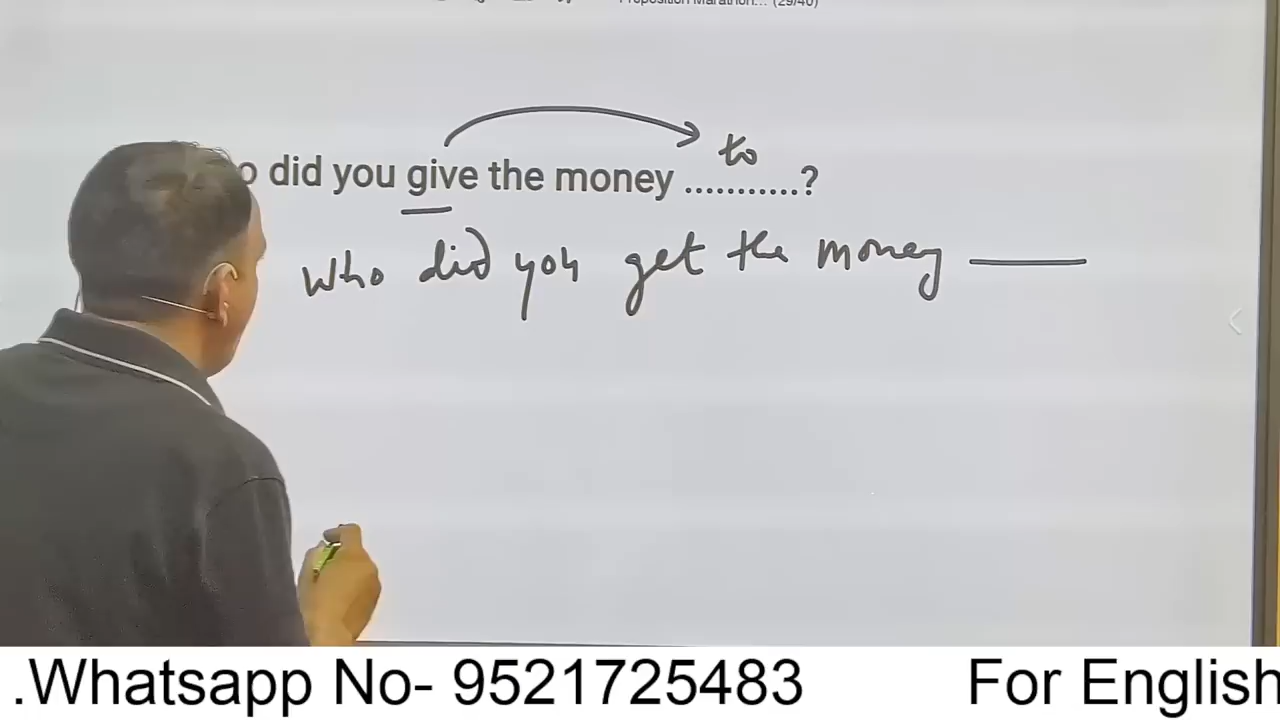 Preposition Marathon... (29/40)
to
o did you give the money ...........?
Who did you get the money ______
.Whatsapp No- 9521725483 For English